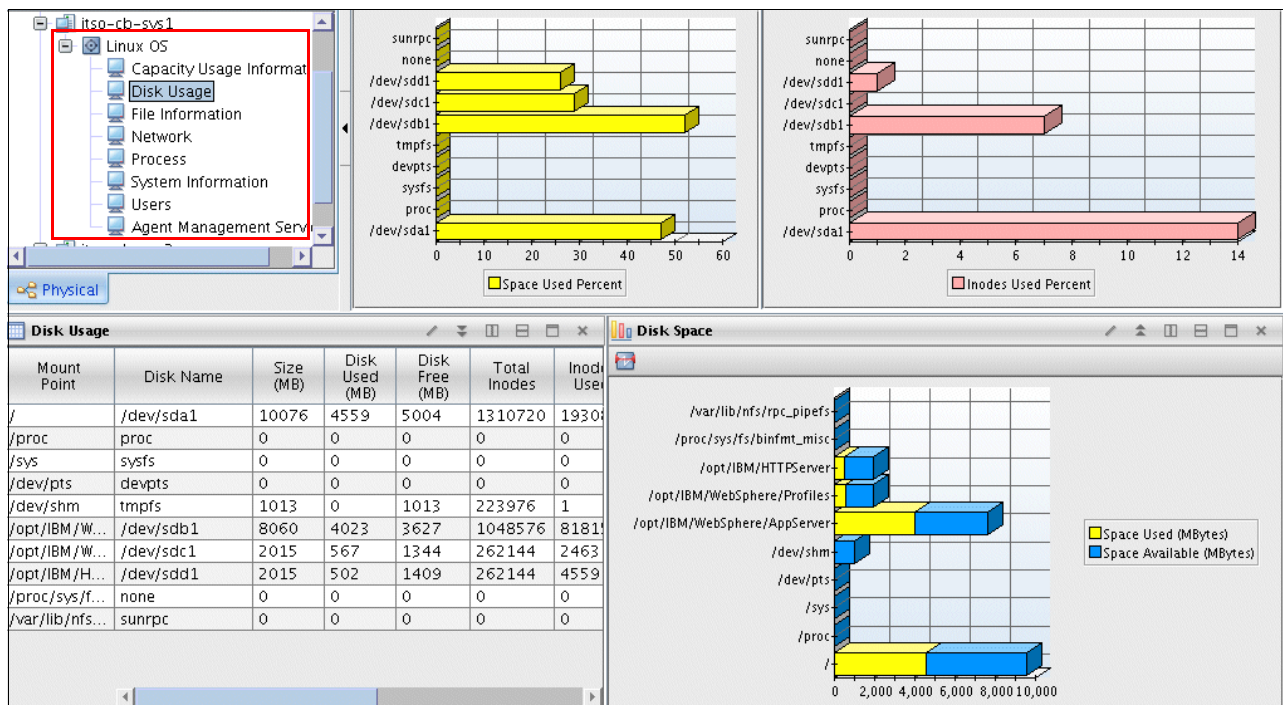 itso-cb-sys1
Linux OS
Capacity Usage Informat
Disk Usage
File Information
Network
Process
System Information
Users
Agent Management Serv
Physical
sunrpc
none
/dev/sdd1
/dev/sdc1
/dev/sdb1
tmpfs
devpts
sysfs
proc
/dev/sda1
0 10 20 30 40 50 60
Space Used Percent
sunrpc
none
/dev/sdd1
/dev/sdc1
/dev/sdb1
tmpfs
devpts
sysfs
proc
/dev/sda1
0 2 4 6 8 10 12 14
Inodes Used Percent
Disk Usage
Mount Point Disk Name Size (MB) Disk Used (MB) Disk Free (MB) Total Inodes Inod Use
/ /dev/sda1 10076 4559 5004 1310720 1930
/proc proc 0 0 0 0 0
/sys sysfs 0 0 0 0 0
/dev/pts devpts 0 0 0 0 0
/dev/shm tmpfs 1013 0 1013 223976 1
/opt/IBM/W... /dev/sdb1 8060 4023 3627 1048576 8181
/opt/IBM/W... /dev/sdc1 2015 567 1344 262144 2463
/opt/IBM/H... /dev/sdd1 2015 502 1409 262144 4559
/proc/sys/f... none 0 0 0 0 0
/var/lib/nfs... sunrpc 0 0 0 0 0
Disk Space
/var/lib/nfs/rpc_pipefs
/proc/sys/fs/binfmt_misc
/opt/IBM/HTTPServer
/opt/IBM/WebSphere/Profiles
/opt/IBM/WebSphere/AppServer
/dev/shm
/dev/pts
/sys
/proc
/
0 2,000 4,000 6,000 8,000 10,000
Space Used (MBytes)
Space Available (MBytes)